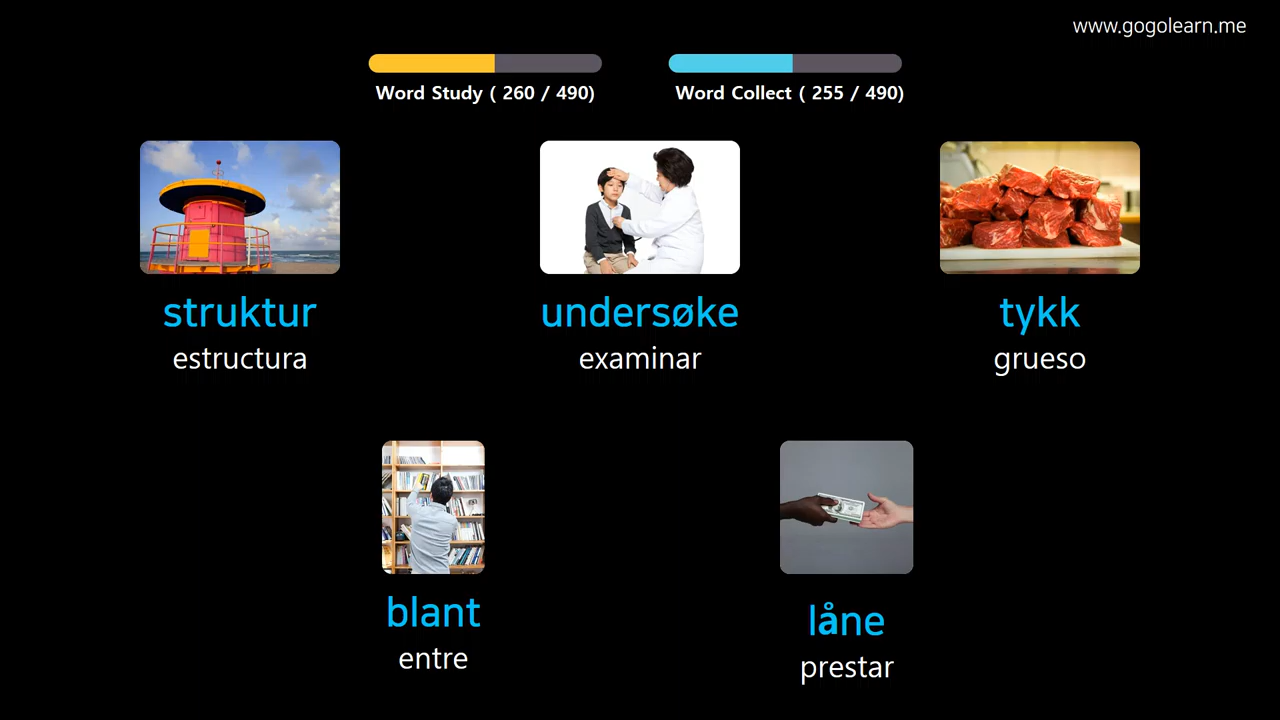 www.gogolearn.me
Word Study ( 260 / 490)
Word Collect ( 255 / 490)
struktur
estructura
undersøke
examinar
tykk
grueso
blant
entre
låne
prestar